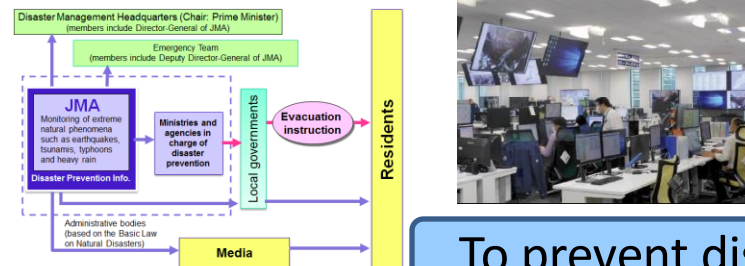 Disaster Management Headquarters (Chair: Prime Minister)
(members include Director-General of JMA)
Emergency Team
(members include Deputy Director-General of JMA)
JMA
Monitoring of extreme
natural phenomena
such as earthquakes,
tsunamis, typhoons
and heavy rain
Disaster Prevention Info.
Ministries and
agencies in
charge of
disaster
prevention
Local governments
Evacuation
instruction
Residents
Administrative bodies
(based on the Basic Law
on Natural Disasters)
Media
To prevent dis